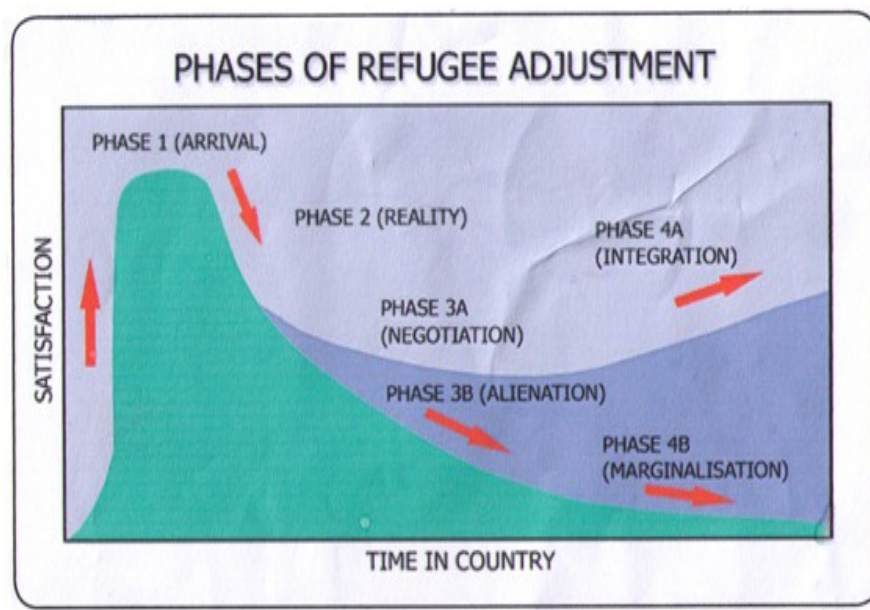 PHASES OF REFUGEE ADJUSTMENT
PHASE 1 (ARRIVAL)
PHASE 2 (REALITY)
PHASE 4A
(INTEGRATION)
PHASE 3A
(NEGOTIATION)
PHASE 3B (ALIENATION)
PHASE 4B
(MARGINALISATION)
SATISFACTION
TIME IN COUNTRY